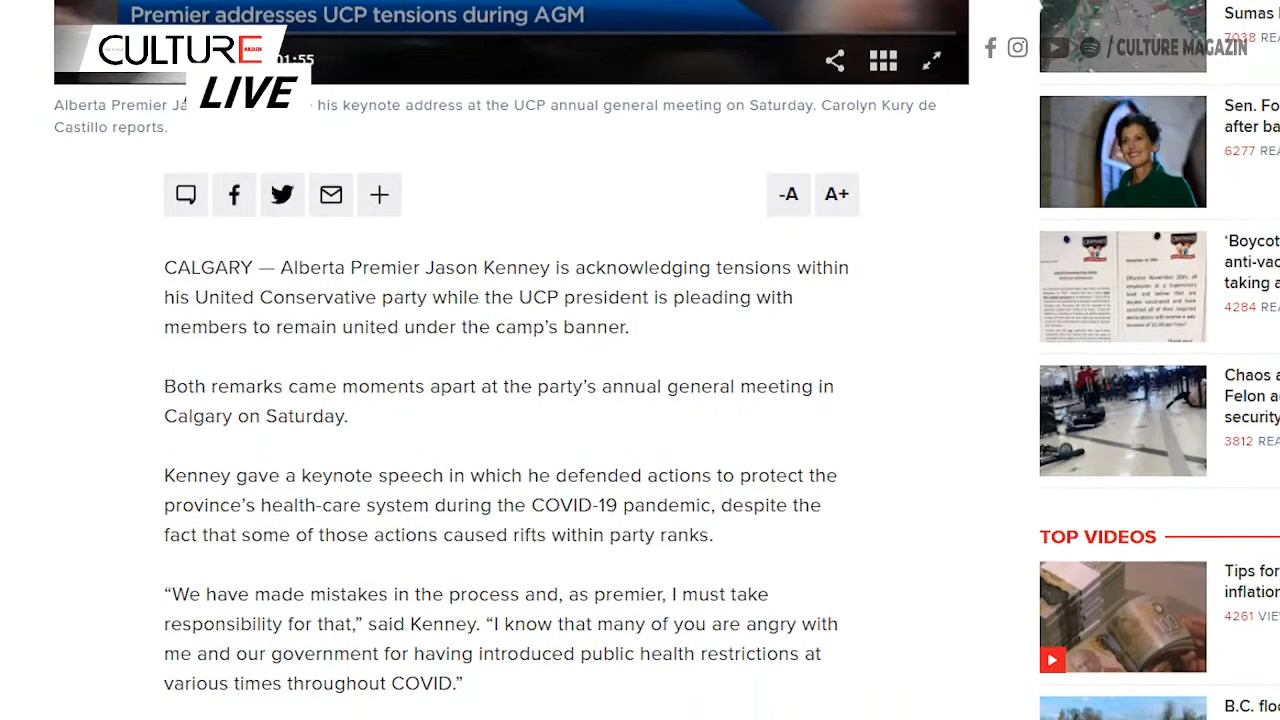 Premier addresses UCP tensions during AGM
CULTURE MAGAZIN
LIVE
01:55
Alberta Premier Ja his keynote address at the UCP annual general meeting on Saturday. Carolyn Kury de
Castillo reports.
-A A+
CALGARY — Alberta Premier Jason Kenney is acknowledging tensions within
his United Conservative Party while the UCP president is pleading with
members to remain united under the camp’s banner.
Both remarks came moments apart at the party’s annual general meeting in
Calgary on Saturday.
Kenney gave a keynote speech in which he defended actions to protect the
province’s health-care system during the COVID-19 pandemic, despite the
fact that some of those actions caused rifts within party ranks.
“We have made mistakes in the process and, as premier, I must take
responsibility for that,” said Kenney. “I know that many of you are angry with
me and our government for having introduced public health restrictions at
various times throughout COVID.”
/ CULTURE MAGAZIN
Sumas
7038 REA
Sen. Fo
after ba
6277 REA
‘Boycot
anti-vac
taking a
4284 REA
Chaos a
Felon a
security
3812 REA
TOP VIDEOS
Tips for
inflation
4261 VIE
B.C. flo